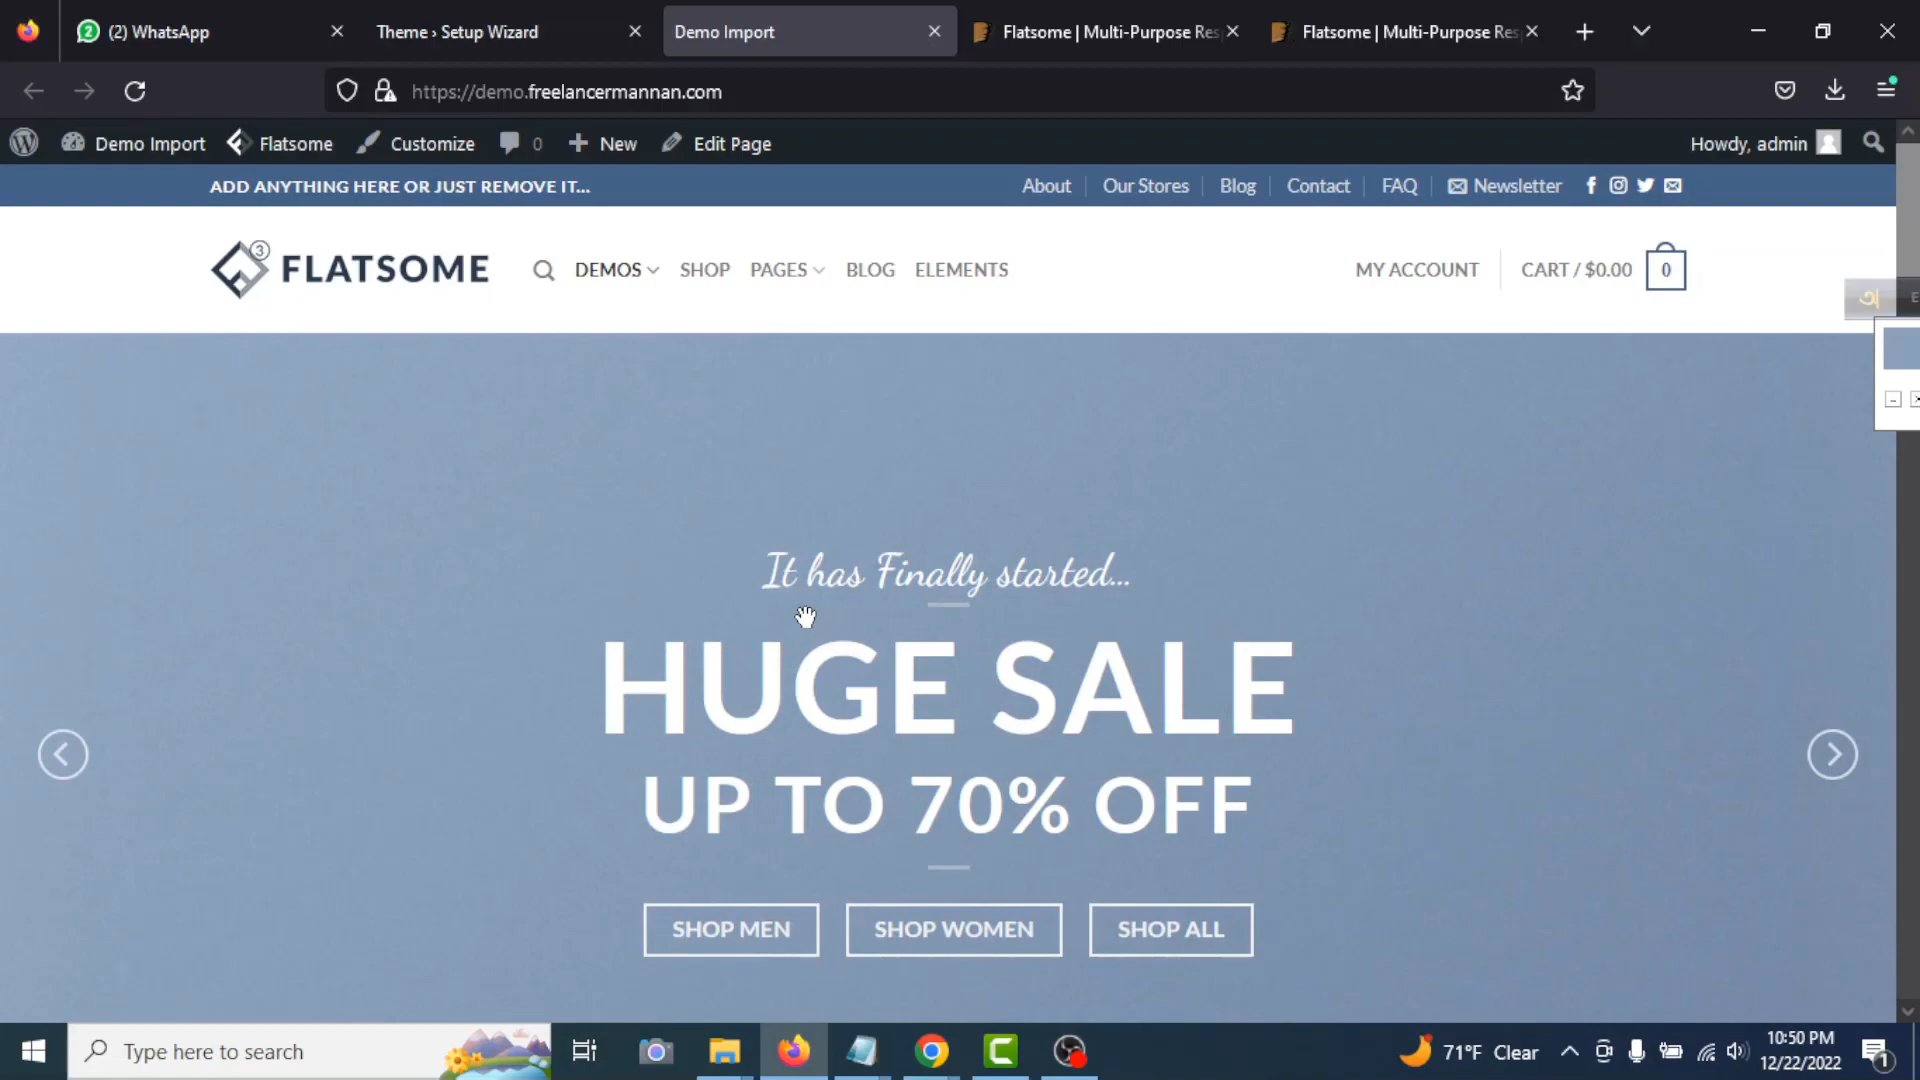 (2) WhatsApp
Theme › Setup Wizard
Demo Import
Flatsome | Multi-Purpose Res
Flatsome | Multi-Purpose Res
https://demo.freelancermannan.com
Demo Import Flatsome Customize 0 New Edit Page Howdy, admin
ADD ANYTHING HERE OR JUST REMOVE IT... About Our Stores Blog Contact FAQ Newsletter
3 FLATSOME DEMOS SHOP PAGES BLOG ELEMENTS MY ACCOUNT CART / $0.00 0
অ E
It has Finally started...
HUGE SALE
UP TO 70% OFF
SHOP MEN SHOP WOMEN SHOP ALL
Type here to search
71°F Clear
10:50 PM
12/22/2022
1